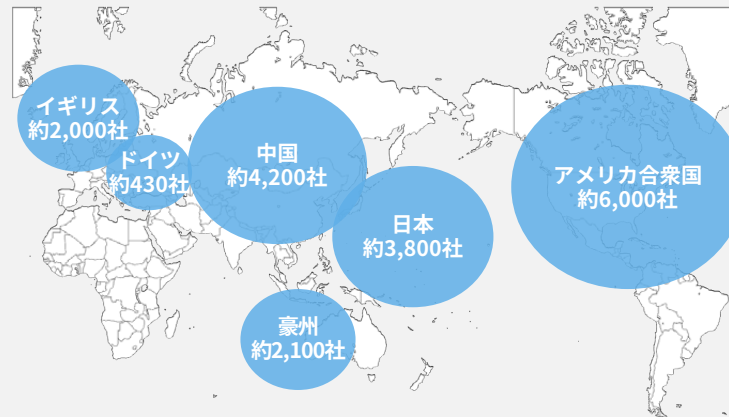 イギリス
約2,000社
ドイツ
約430社
中国
約4,200社
日本
約3,800社
アメリカ合衆国
約6,000社
豪州
約2,100社